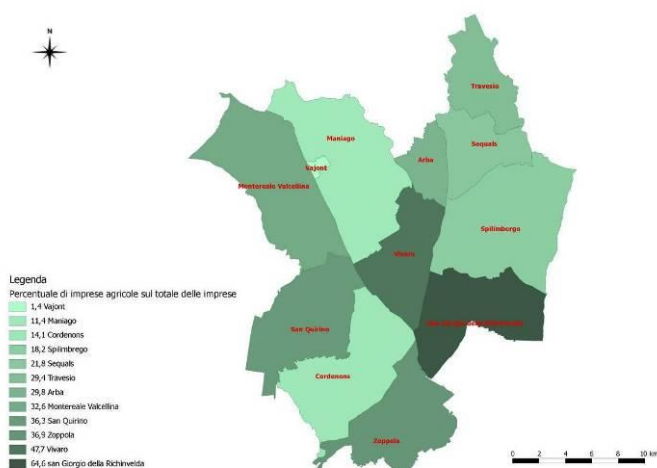 N
Travesio
Sequals
Maniago
Arba
Vajont
Montereale Valcellina
Spilimbergo
Vivaro
San Quirino
Cordenons
Zoppola
Legenda
Percentuale di imprese agricole sul totale delle imprese
1,4 Vajont
11,4 Maniago
14,1 Cordenons
18,2 Spilmbrego
21,8 Sequals
29,4 Travesio
29,8 Arba
32,6 Montereale Valcellina
36,3 San Quirino
36,9 Zoppola
47,7 Vivaro
64,6 san Giorgio della Richinvelda
0 2 4 6 8 10 km